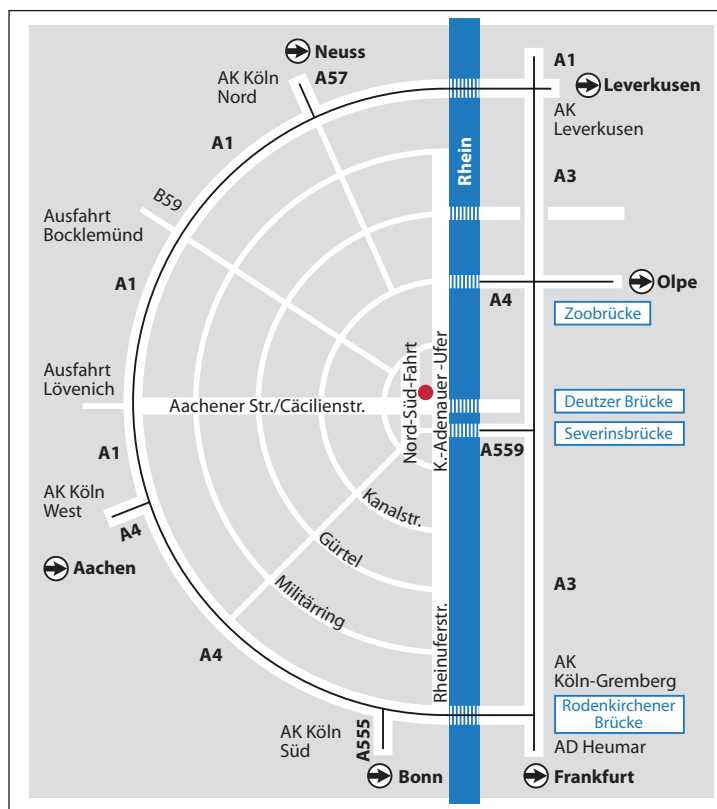 Neuss
AK Köln
Nord
A57
A1
Leverkusen
AK
Leverkusen
A1
Rhein
A3
B59
Ausfahrt
Bocklemünd
A1
Olpe
A4
Zoobrücke
Nord-Süd-Fahrt
K.-Adenauer -Ufer
Ausfahrt
Lövenich
Aachener Str./Cäcilienstr.
Deutzer Brücke
Severinsbrücke
A1
A559
AK Köln
West
A4
Kanalstr.
Gürtel
Militärring
Aachen
A3
A4
Rheinuferstr.
AK
Köln-Gremberg
Rodenkirchener
Brücke
AK Köln
Süd
A555
AD Heumar
Bonn
Frankfurt